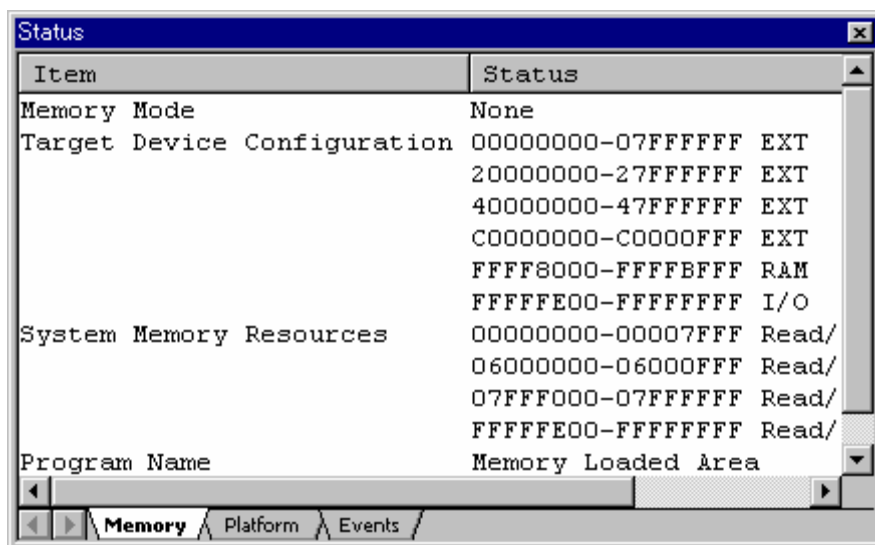 Status
Item Status
Memory Mode None
Target Device Configuration 00000000-07FFFFFF EXT
20000000-27FFFFFF EXT
40000000-47FFFFFF EXT
C0000000-C0000FFF EXT
FFFF8000-FFFFBFFF RAM
FFFFFE00-FFFFFFFF I/O
System Memory Resources 00000000-00007FFF Read/
06000000-06000FFF Read/
07FFF000-07FFFFFF Read/
FFFFFE00-FFFFFFFF Read/
Program Name Memory Loaded Area
Memory Platform Events